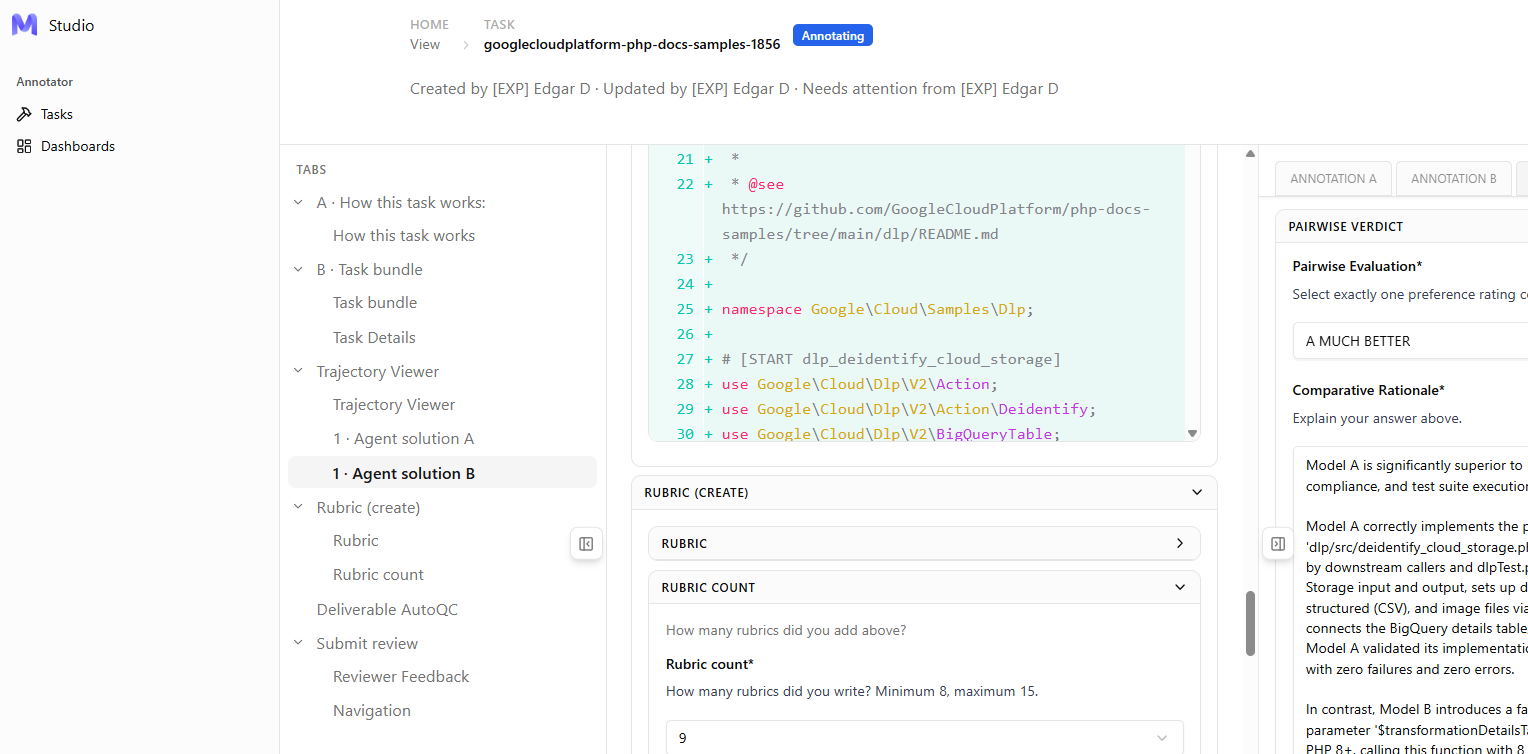 Studio
Annotator
Tasks
Dashboards
HOME
View
TASK
googlecloudplatform-php-docs-samples-1856
Annotating
Created by [EXP] Edgar D · Updated by [EXP] Edgar D · Needs attention from [EXP] Edgar D
TABS
A · How this task works:
How this task works
B · Task bundle
Task bundle
Task Details
Trajectory Viewer
Trajectory Viewer
1 · Agent solution A
1 · Agent solution B
Rubric (create)
Rubric
Rubric count
Deliverable AutoQC
Submit review
Reviewer Feedback
Navigation
21 + *
22 + * @see
https://github.com/GoogleCloudPlatform/php-docs-
samples/tree/main/dlp/README.md
23 + */
24 +
25 + namespace Google\Cloud\Samples\Dlp;
26 +
27 + # [START dlp_deidentify_cloud_storage]
28 + use Google\Cloud\Dlp\V2\Action;
29 + use Google\Cloud\Dlp\V2\Action\Deidentify;
30 + use Google\Cloud\Dlp\V2\BigQueryTable;
RUBRIC (CREATE)
RUBRIC
RUBRIC COUNT
How many rubrics did you add above?
Rubric count*
How many rubrics did you write? Minimum 8, maximum 15.
9
ANNOTATION A
ANNOTATION B
PAIRWISE VERDICT
Pairwise Evaluation*
Select exactly one preference rating
A MUCH BETTER
Comparative Rationale*
Explain your answer above.
Model A is significantly superior to
compliance, and test suite execution
Model A correctly implements the
'dlp/src/deidentify_cloud_storage.
by downstream callers and dlpTest.
Storage input and output, sets up
structured (CSV), and image files via
connects the BigQuery details table
Model A validated its implementation
with zero failures and zero errors.
In contrast, Model B introduces a
parameter
PHP 8+, calling this function with 8